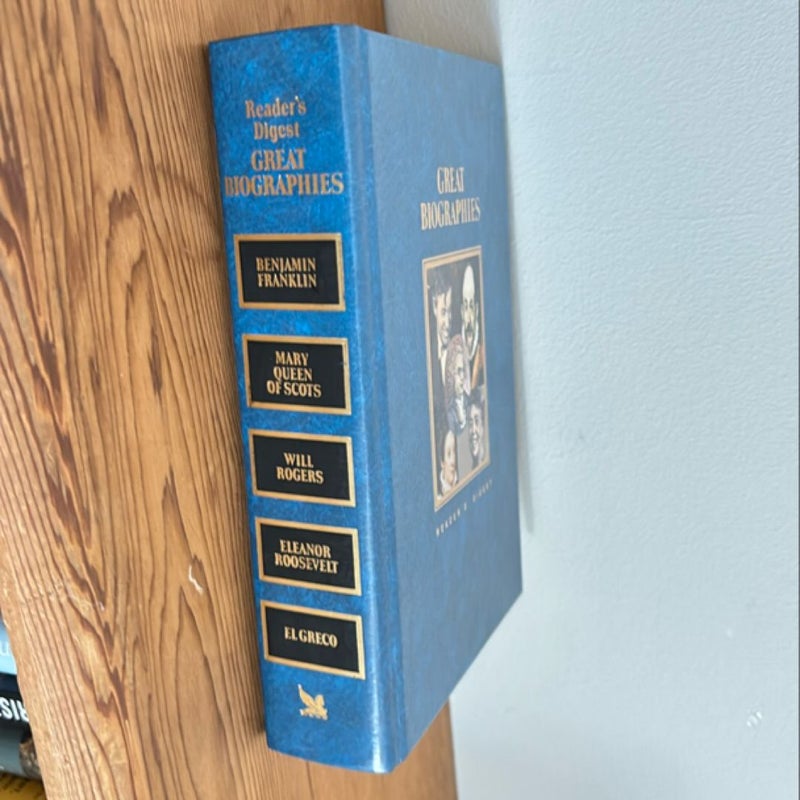 Reader's
Digest
GREAT
BIOGRAPHIES
BENJAMIN
FRANKLIN
MARY
QUEEN
OF SCOTS
WILL
ROGERS
ELEANOR
ROOSEVELT
EL GRECO
GREAT
BIOGRAPHIES
READER'S DIGEST